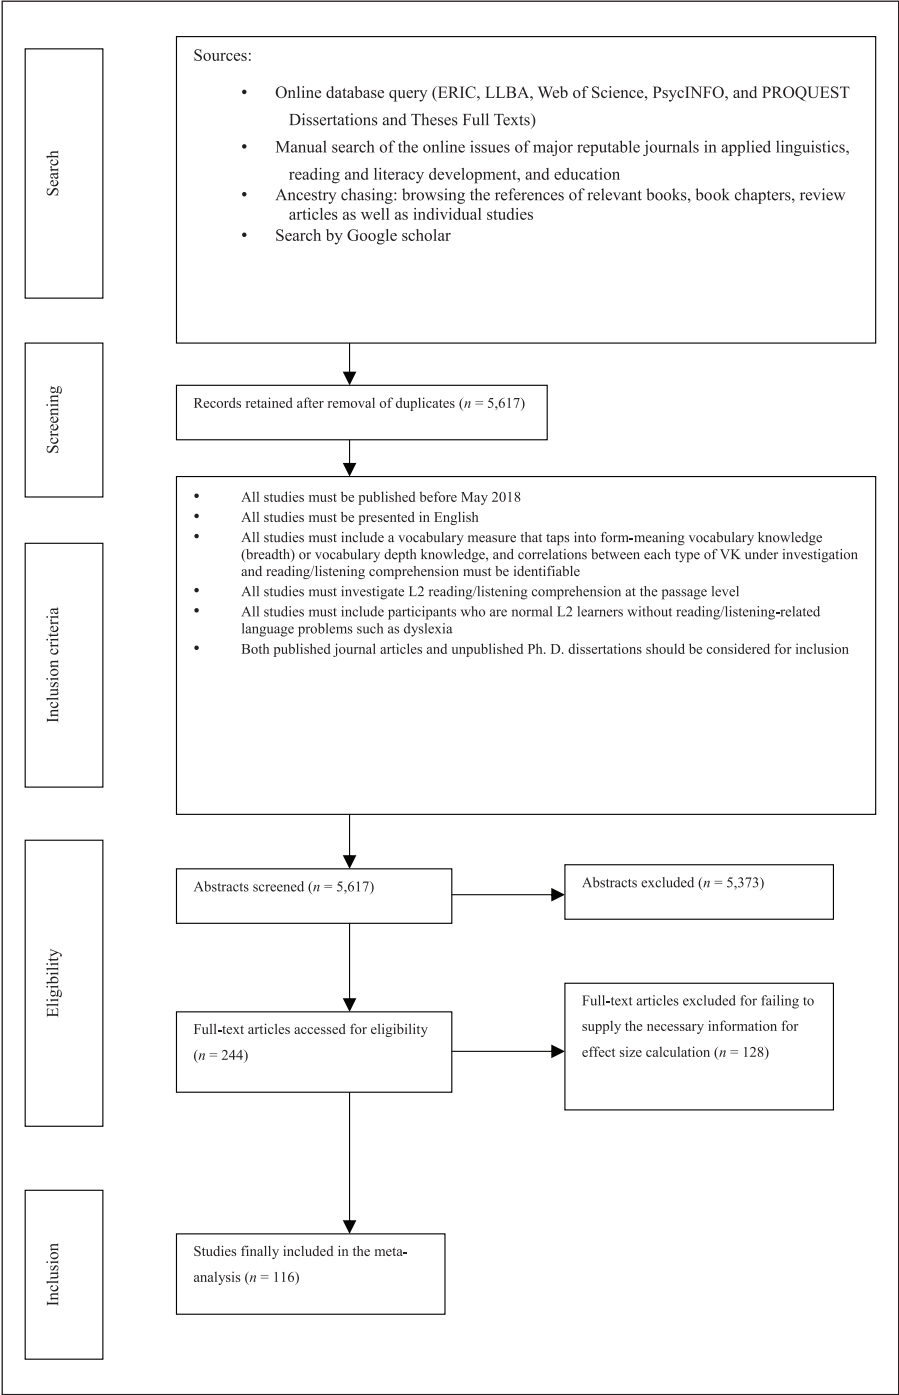 Search
Sources:
• Online database query (ERIC, LLBA, Web of Science, PsycINFO, and PROQUEST
Dissertations and Theses Full Texts)
• Manual search of the online issues of major reputable journals in applied linguistics,
reading and literacy development, and education
• Ancestry chasing: browsing the references of relevant books, book chapters, review
articles as well as individual studies
• Search by Google scholar
Screening
Records retained after removal of duplicates (n = 5,617)
Inclusion criteria
• All studies must be published before May 2018
• All studies must be presented in English
• All studies must include a vocabulary measure that taps into form-meaning vocabulary knowledge
(breadth) or vocabulary depth knowledge, and correlations between each type of VK under investigation
and reading/listening comprehension must be identifiable
• All studies must investigate L2 reading/listening comprehension at the passage level
• All studies must include participants who are normal L2 learners without reading/listening-related
language problems such as dyslexia
• Both published journal articles and unpublished Ph. D. dissertations should be considered for inclusion
Eligibility
Abstracts screened (n = 5,617)
Abstracts excluded (n = 5,373)
Full-text articles accessed for eligibility
(n = 244)
Full-text articles excluded for failing to
supply the necessary information for
effect size calculation (n = 128)
Inclusion
Studies finally included in the meta-
analysis (n = 116)